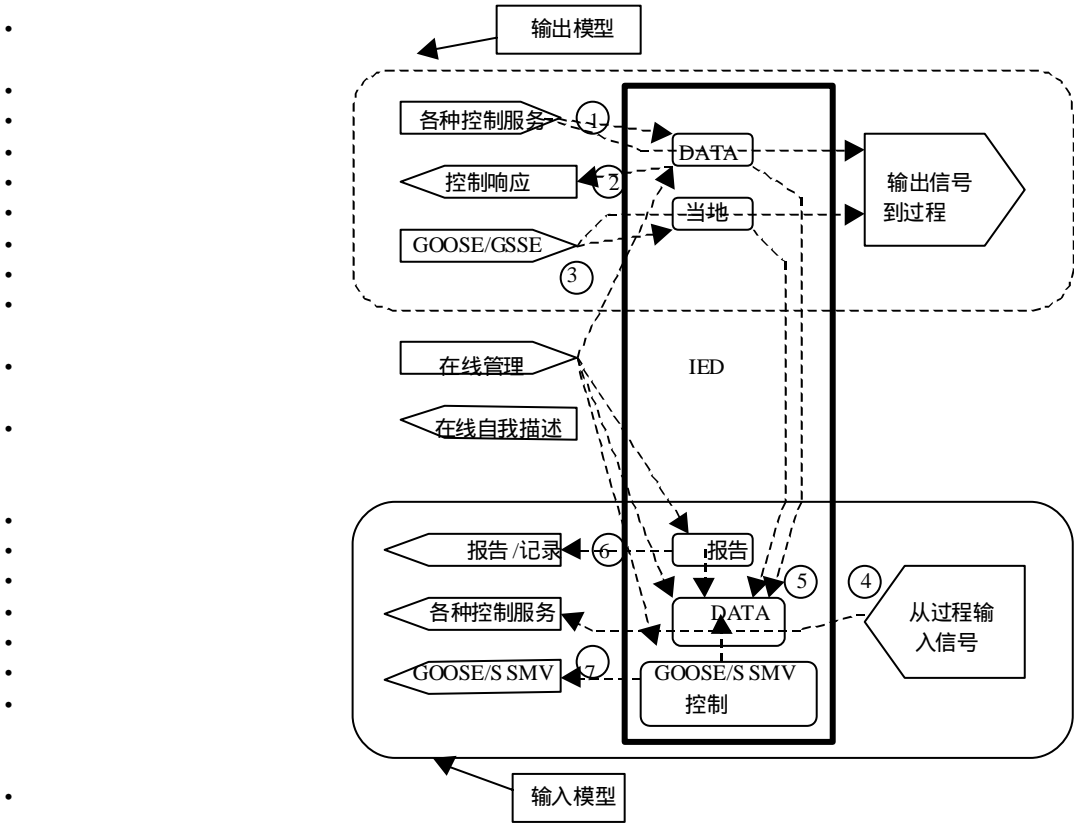 输出模型
各种控制服务
1
DATA
控制响应
2
输出信号
到过程
当地
GOOSE/GSSE
3
在线管理
IED
在线自我描述
报告/记录
6
报告
5
4
各种控制服务
DATA
从过程输
入信号
GOOSE/S SMV
7
GOOSE/S SMV
控制
输入模型